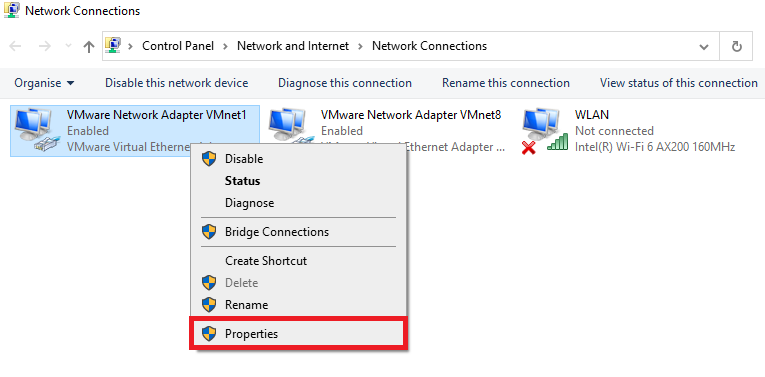 Network Connections
Control Panel > Network and Internet > Network Connections
Organise Disable this network device Diagnose this connection Rename this connection View status of this connection
VMware Network Adapter VMnet1
Enabled
VMware Virtual Ethernet
VMware Network Adapter VMnet8
Enabled
Ethernet Adapter ...
WLAN
Not connected
Intel(R) Wi-Fi 6 AX200 160MHz
Disable
Status
Diagnose
Bridge Connections
Create Shortcut
Delete
Rename
Properties